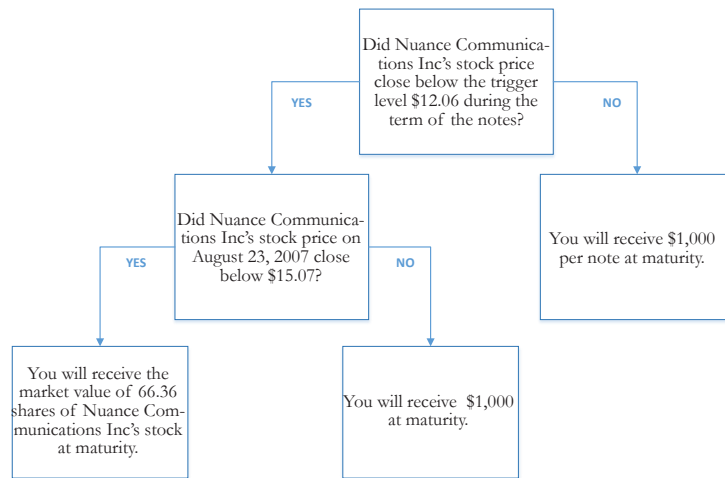 Did Nuance Communica-
tions Inc's stock price
close below the trigger
level $12.06 during the
term of the notes?
YES
NO
Did Nuance Communica-
tions Inc's stock price on
August 23, 2007 close
below $15.07?
You will receive $1,000
per note at maturity.
YES
NO
You will receive the
market value of 66.36
shares of Nuance Com-
munications Inc's stock
at maturity.
You will receive $1,000
at maturity.